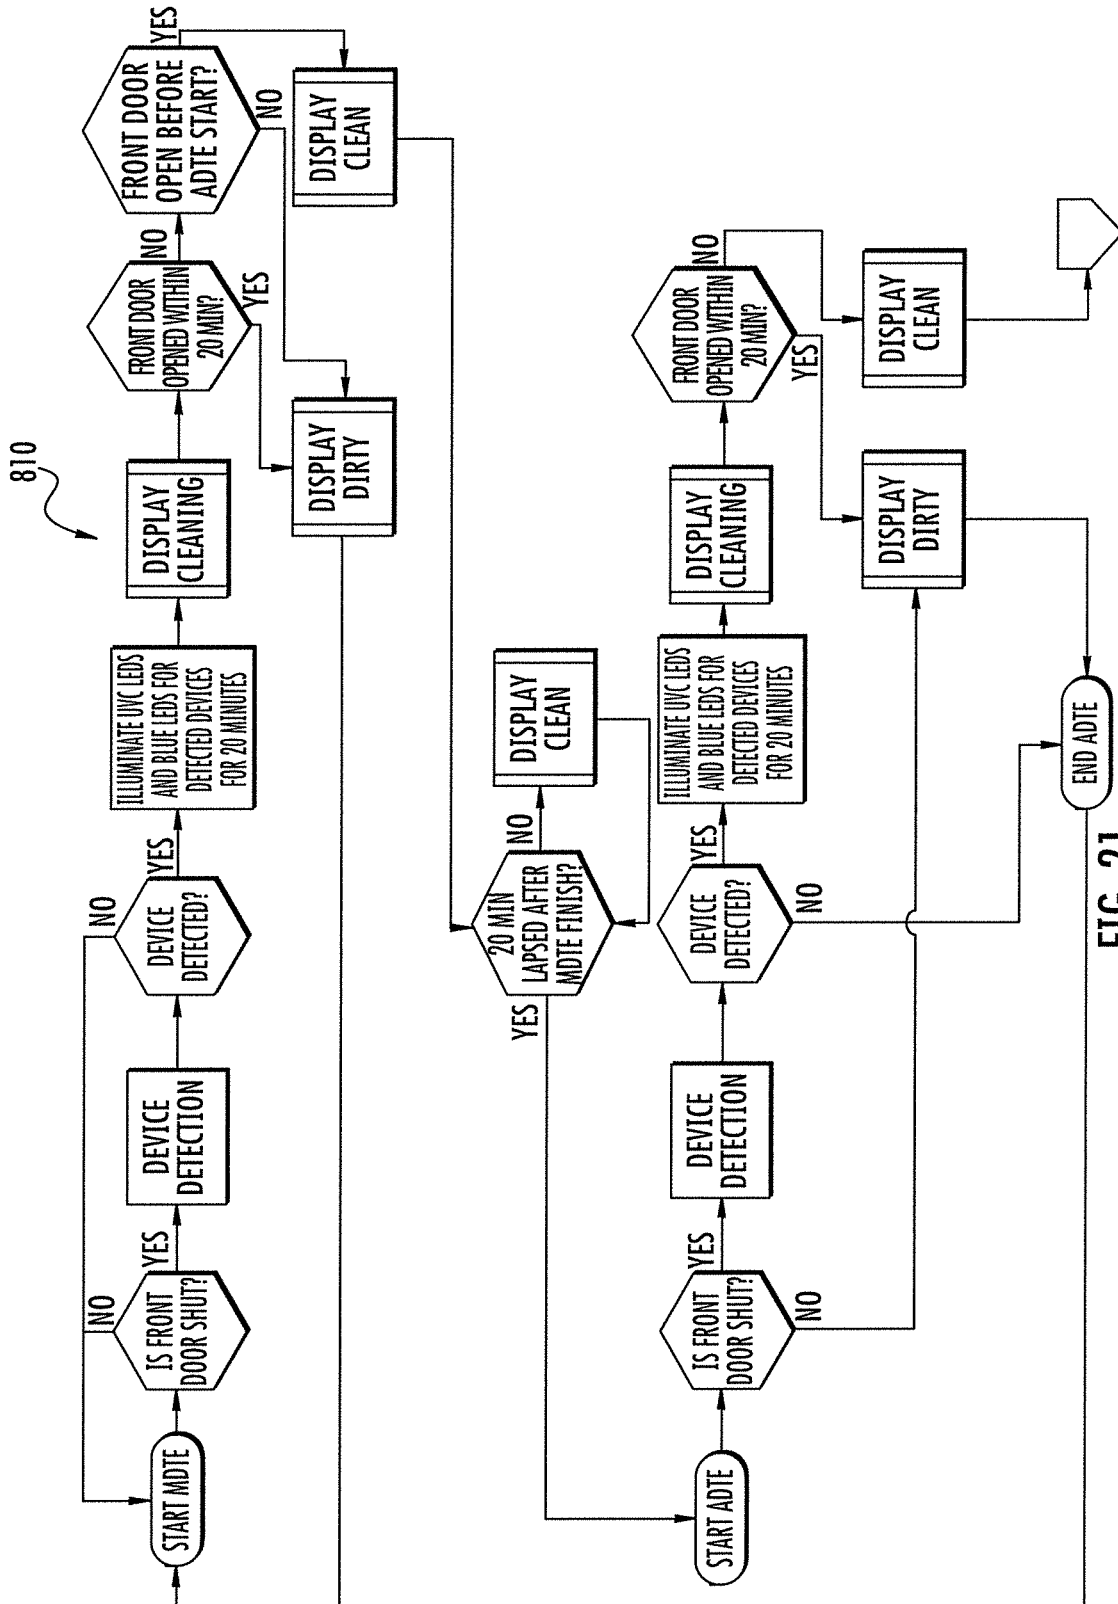 810
START MDTE
IS FRONT
DOOR SHUT?
NO
YES
DEVICE
DETECTION
DEVICE
DETECTED?
NO
YES
ILLUMINATE UVC LEDS
AND BLUE LEDS FOR
DETECTED DEVICES
FOR 20 MINUTES
DISPLAY
CLEANING
FRONT DOOR
OPENED WITHIN
20 MIN?
NO
YES
FRONT DOOR
OPEN BEFORE
ADTE START?
YES
NO
DISPLAY
DIRTY
DISPLAY
CLEAN
20 MIN
LAPSED AFTER
MDTE FINISH?
YES
NO
DISPLAY
CLEAN
START ADTE
IS FRONT
DOOR SHUT?
YES
NO
DEVICE
DETECTION
DEVICE
DETECTED?
YES
NO
ILLUMINATE UVC LEDS
AND BLUE LEDS FOR
DETECTED DEVICES
FOR 20 MINUTES
DISPLAY
CLEANING
FRONT DOOR
OPENED WITHIN
20 MIN?
NO
YES
DISPLAY
DIRTY
DISPLAY
CLEAN
END ADTE
FIG. 21